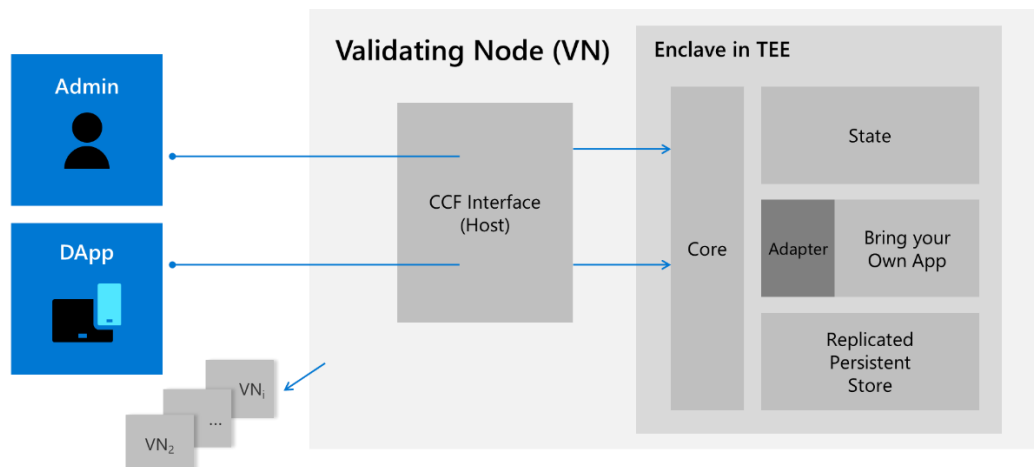 Validating Node (VN)
Enclave in TEE
Admin
DApp
CCF Interface
(Host)
Core
State
Adapter
Bring your
Own App
Replicated
Persistent
Store
VNᵢ
...
VN₂